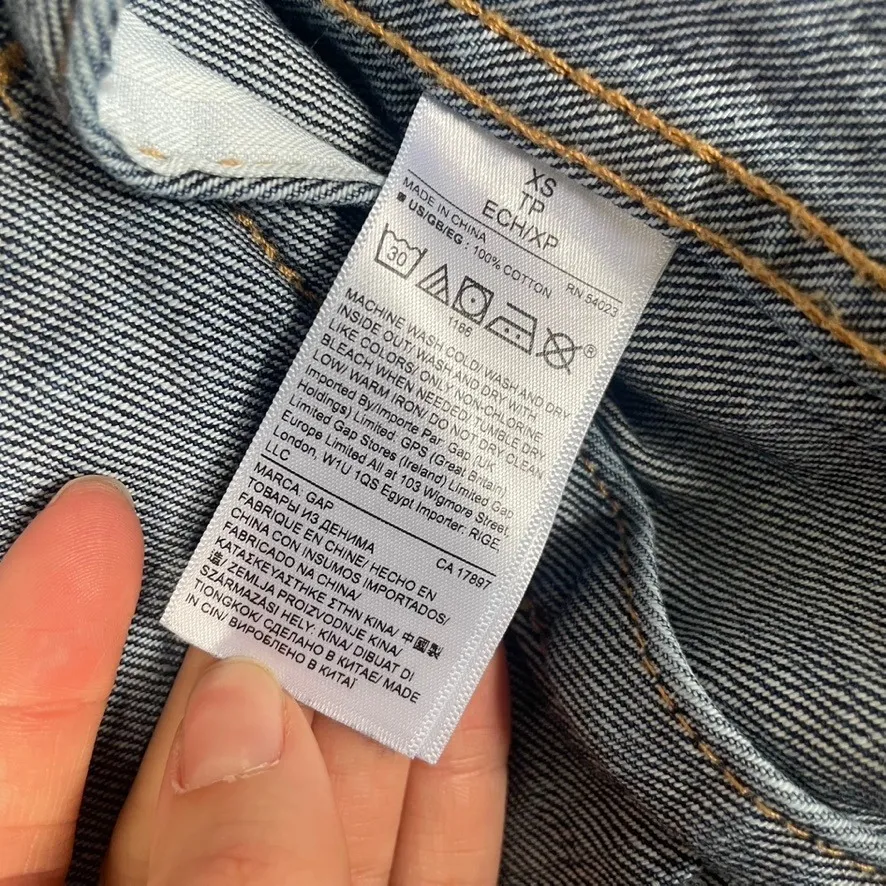 XS
TP
ECH/XP
MADE IN CHINA RN 54023
US/GB/EG : 100% COTTON
30
1166
®
MACHINE WASH COLD/ WASH AND DRY
INSIDE OUT/ WASH AND DRY WITH
LIKE COLORS/ ONLY NON-CHLORINE
BLEACH WHEN NEEDED/ TUMBLE DRY
LOW/ WARM IRON/ DO NOT DRY CLEAN
Imported By/Importe Par: Gap (UK
Holdings) Limited. GPS (Great Britain)
Limited Gap Stores (Ireland) Limited Gap
Europe Limited All at 103 Wigmore Street,
London. W1U 1QS Egypt Importer: RIGE,
LLC
MARCA: GAP CA 17897
ТОВАРЫ ИЗ ДЕНИМА
FABRIQUE EN CHINE/ HECHO EN
CHINA CON INSUMOS IMPORTADOS/
FABRICADO NA CHINA/
ΚΑΤΑΣΚΕΥΑΣΤΗΚΕ ΣΤΗΝ ΚΙΝΑ/ 中國製
造/ ZEMLJA PROIZVODNJE KINA/
SZÁRMAZÁSI HELY: KÍNA/ DIBUAT DI
TIONGKOK/ СДЕЛАНО В КИТАЕ/ MADE
IN CIN/ ВИРОБЛЕНО В КИТАЇ